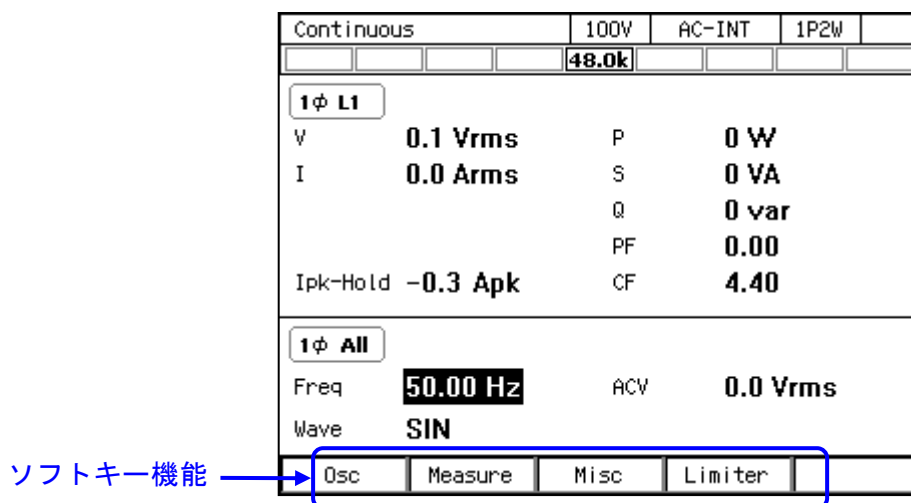 Continuous 100V AC-INT 1P2W
48.0k
1φ L1
V 0.1 Vrms P 0 W
I 0.0 Arms S 0 VA
Q 0 var
PF 0.00
Ipk-Hold -0.3 Apk CF 4.40
1φ All
Freq 50.00 Hz ACV 0.0 Vrms
Wave SIN
ソフトキー機能 Osc Measure Misc Limiter